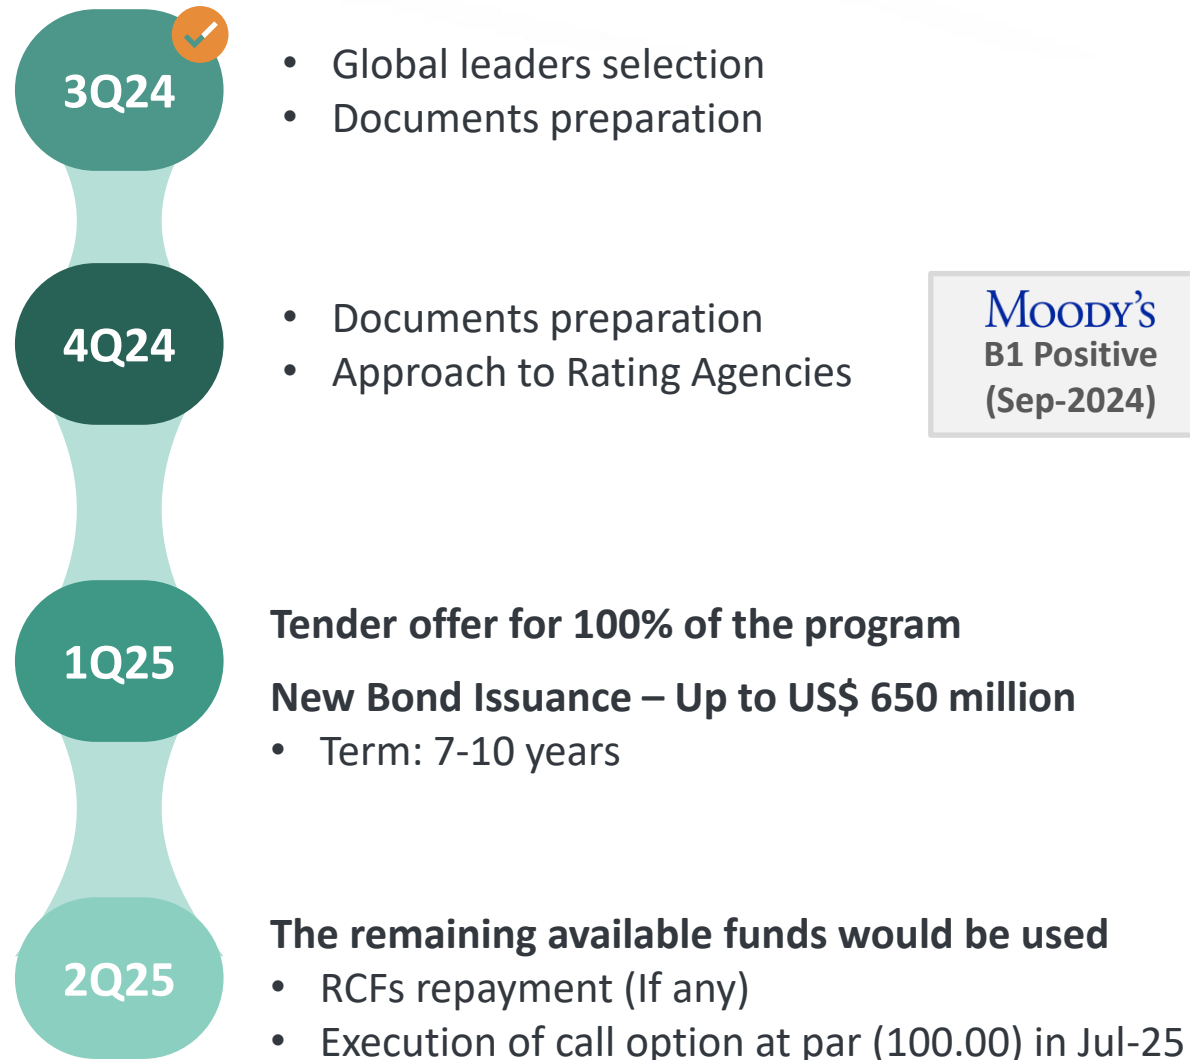 3Q24
• Global leaders selection
• Documents preparation
4Q24
• Documents preparation
• Approach to Rating Agencies
MOODY'S
B1 Positive
(Sep-2024)
1Q25
Tender offer for 100% of the program
New Bond Issuance – Up to US$ 650 million
• Term: 7-10 years
2Q25
The remaining available funds would be used
• RCFs repayment (If any)
• Execution of call option at par (100.00) in Jul-25